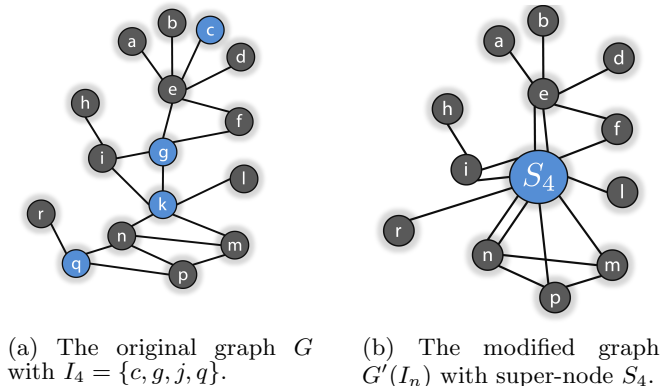 c
b
a
d
e
h
f
g
i
l
k
r
n
m
q
p
b
a
d
e
h
f
i
S₄
l
r
n
m
p
(a) The original graph G
with I₄ = {c, g, j, q}.
(b) The modified graph
G′(Iₙ) with super-node S₄.